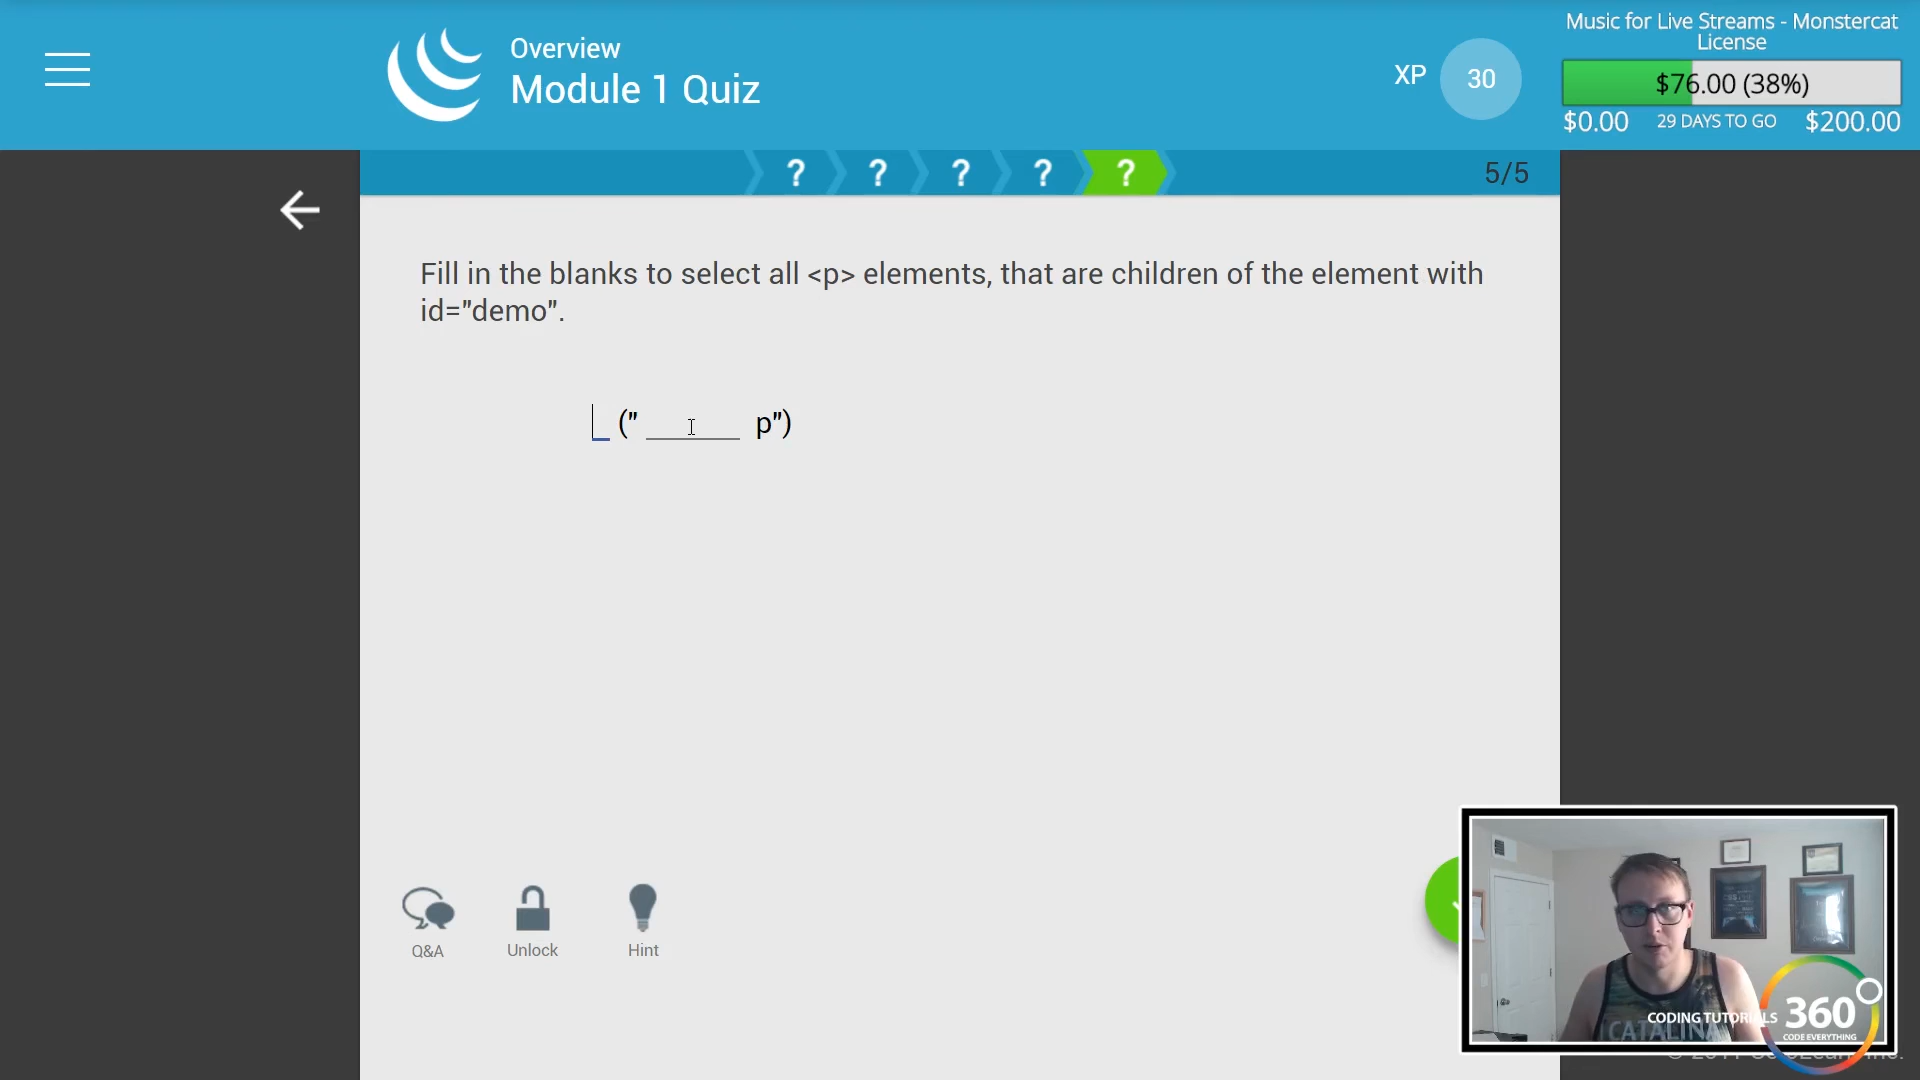 Overview
Module 1 Quiz
XP
30
Music for Live Streams - Monstercat
License
$76.00 (38%)
$0.00
29 DAYS TO GO
$200.00
? ? ? ? ?
5/5
Fill in the blanks to select all <p> elements, that are children of the element with
id="demo".
_ (" ______ p")
Q&A
Unlock
Hint
CODING TUTORIALS 360
CODE EVERYTHING
CATALINA